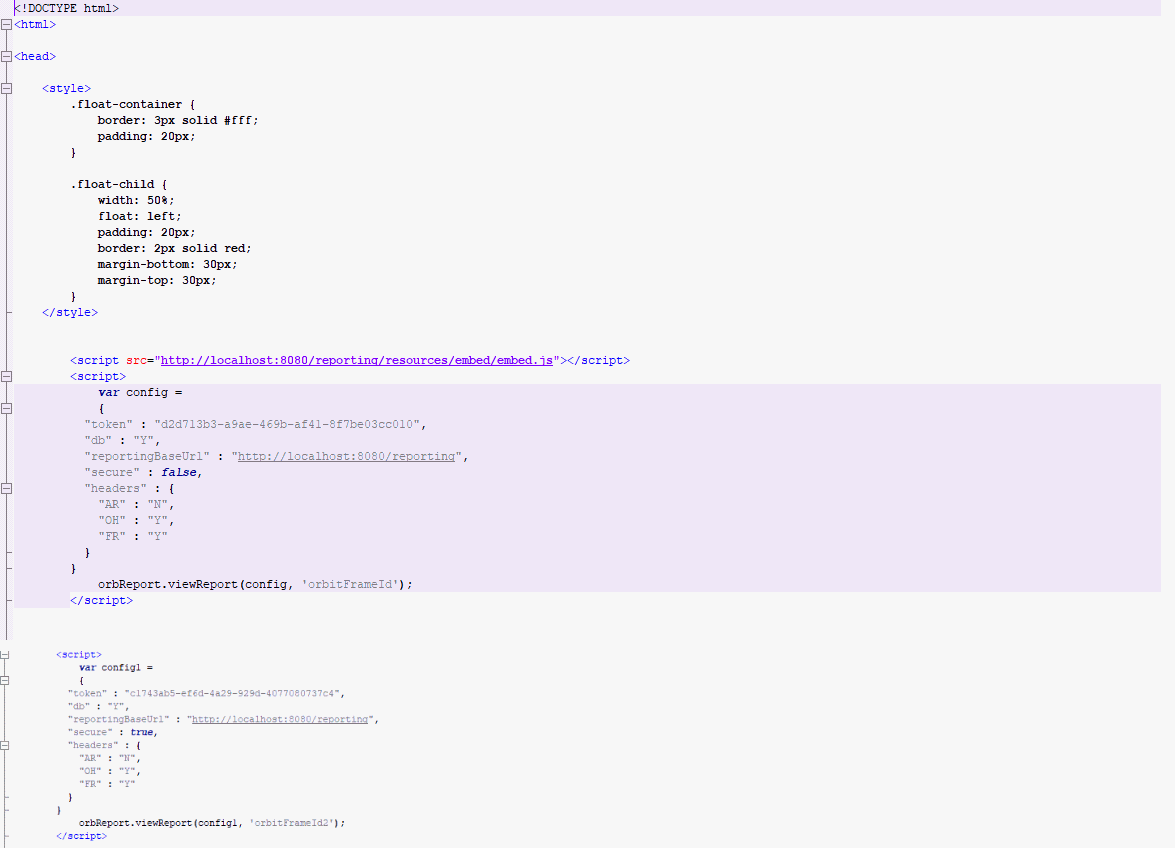 <!DOCTYPE html>
<html>
<head>
<style>
.float-container {
border: 3px solid #fff;
padding: 20px;
}
.float-child {
width: 50%;
float: left;
padding: 20px;
border: 2px solid red;
margin-bottom: 30px;
margin-top: 30px;
}
</style>
<script src="http://localhost:8080/reporting/resources/embed/embed.js"></script>
<script>
var config =
{
"token" : "d2d713b3-a9ae-469b-af41-8f7be03cc010",
"db" : "Y",
"reportingBaseUrl" : "http://localhost:8080/reporting",
"secure" : false,
"headers" : {
"AR" : "N",
"OH" : "Y",
"FR" : "Y"
}
}
orbReport.viewReport(config, 'orbitFrameId');
</script>
<script>
var config1 =
{
"token" : "c1743ab5-ef6d-4a29-929d-4077080737c4",
"db" : "Y",
"reportingBaseUrl" : "http://localhost:8080/reporting",
"secure" : true,
"headers" : {
"AR" : "N",
"OH" : "Y",
"FR" : "Y"
}
}
orbReport.viewReport(config1, 'orbitFrameId2');
</script>